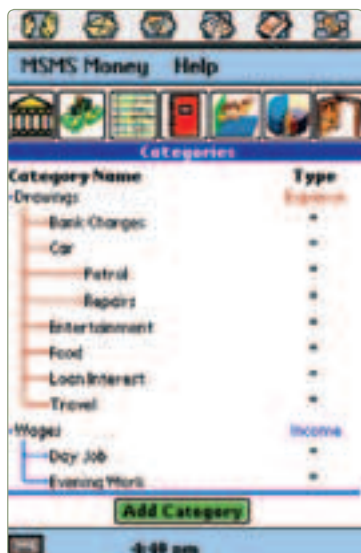 MSMS Money Help
Categories
Category Name Type
Drawings Expense
Bank Charges "
Car "
Petrol "
Repairs "
Entertainment "
Food "
Loan Interest "
Travel "
Wages Income
Day Job "
Evening Work "
Add Category
4:49 pm